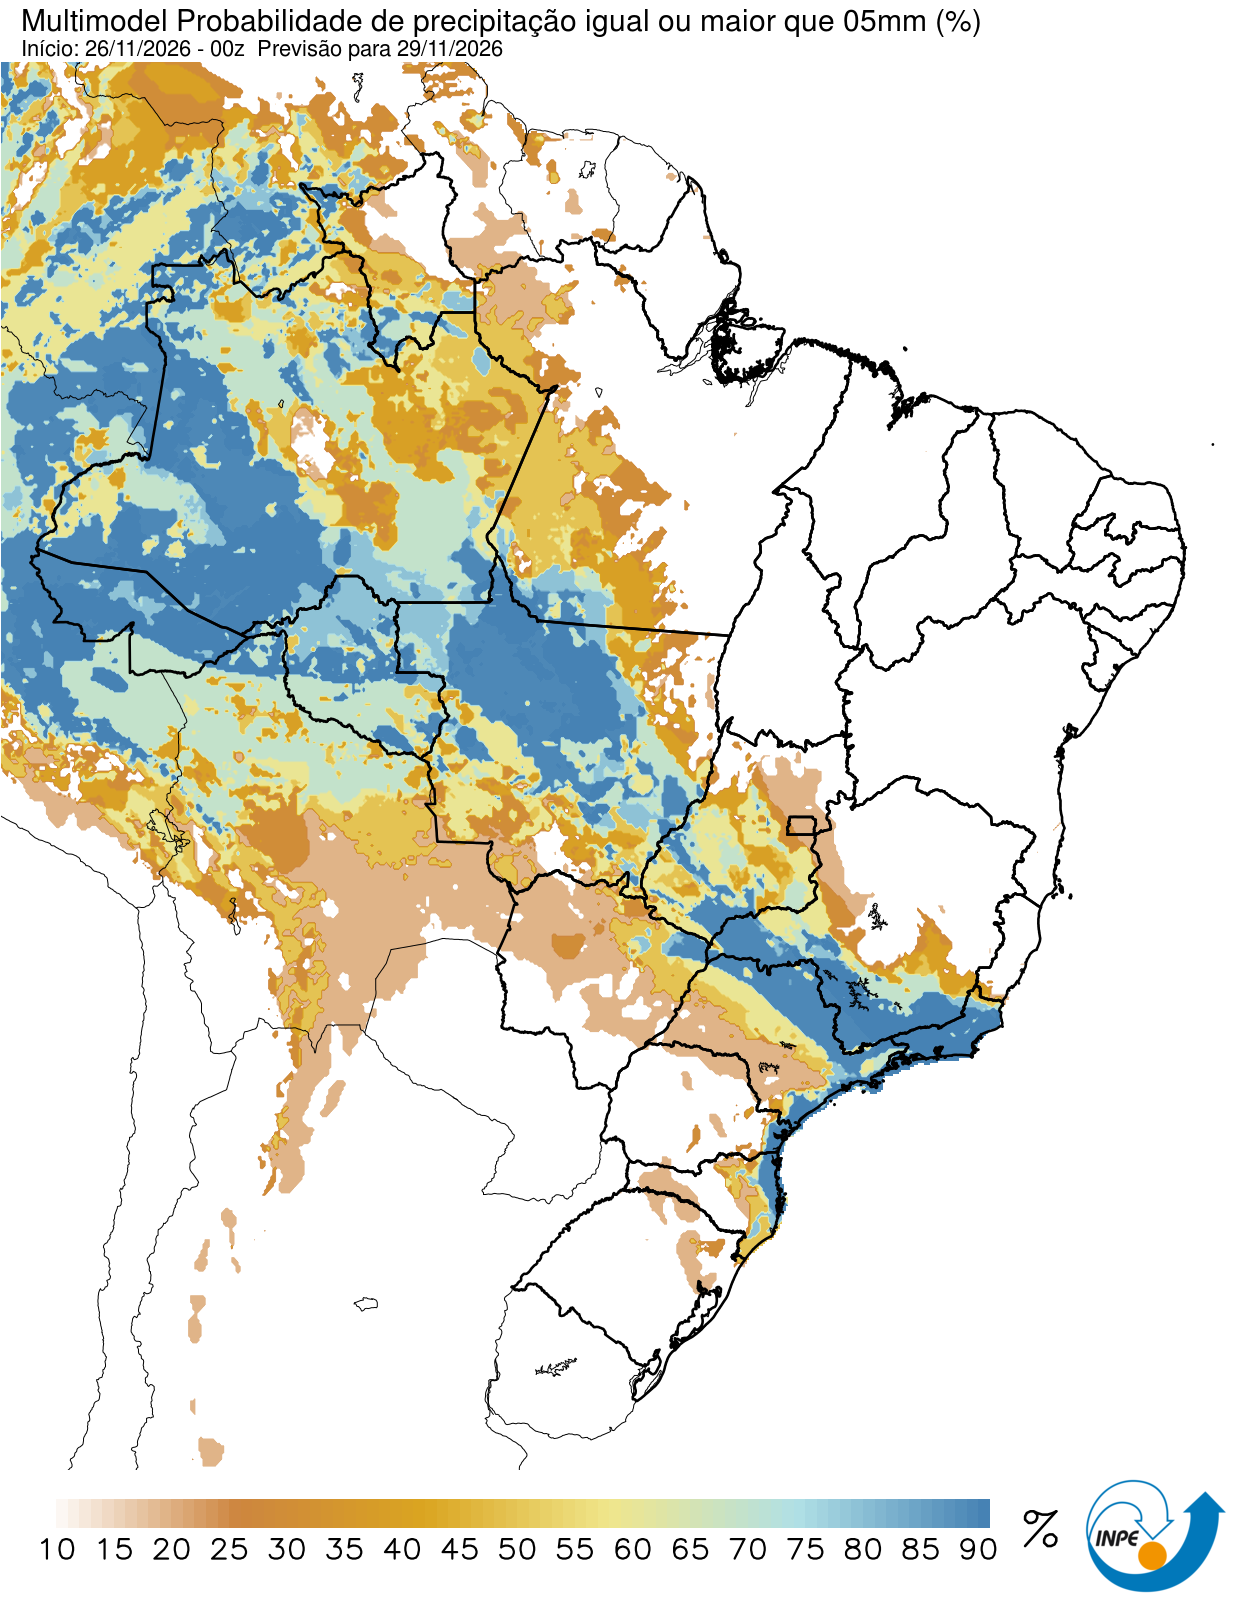 Multimodel Probabilidade de precipitação igual ou maior que 05mm (%)
Início: 26/11/2026 - 00z  Previsão para 29/11/2026
10 15 20 25 30 35 40 45 50 55 60 65 70 75 80 85 90 %
INPE